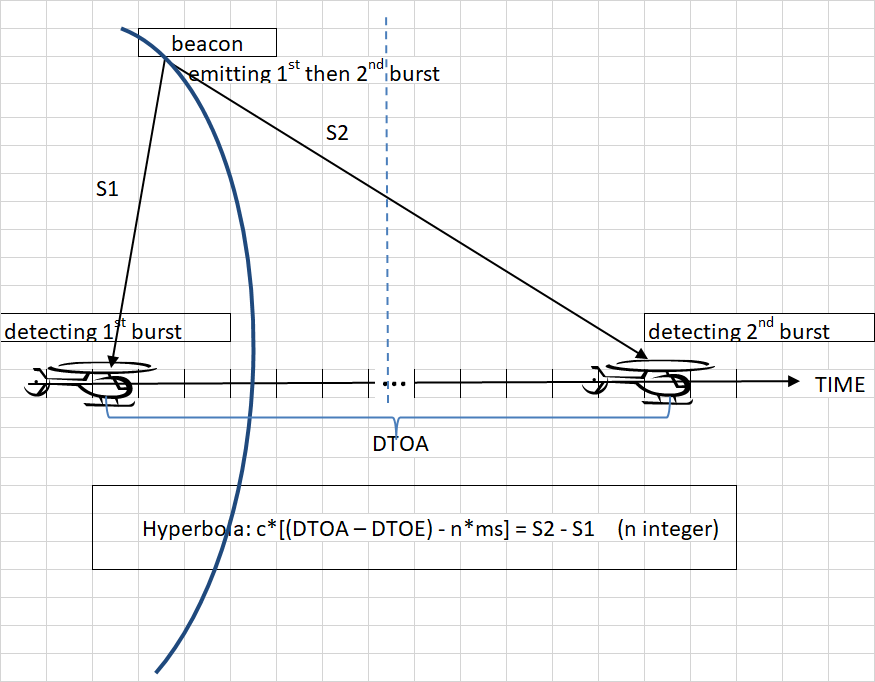 beacon
emitting 1st then 2nd burst
S2
S1
detecting 1st burst
detecting 2nd burst
...
TIME
DTOA
Hyperbola: c*[(DTOA – DTOE) - n*ms] = S2 - S1 (n integer)